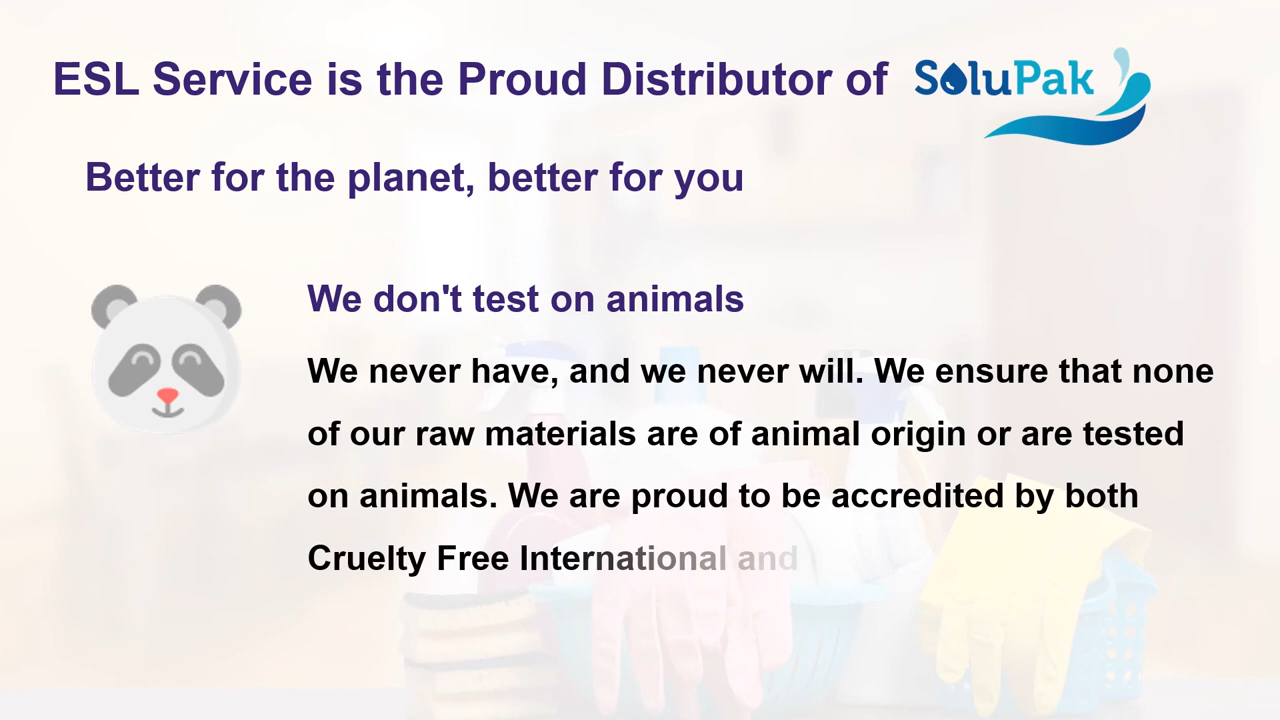 ESL Service is the Proud Distributor of SoluPak
Better for the planet, better for you
We don't test on animals
We never have, and we never will. We ensure that none
of our raw materials are of animal origin or are tested
on animals. We are proud to be accredited by both
Cruelty Free International and